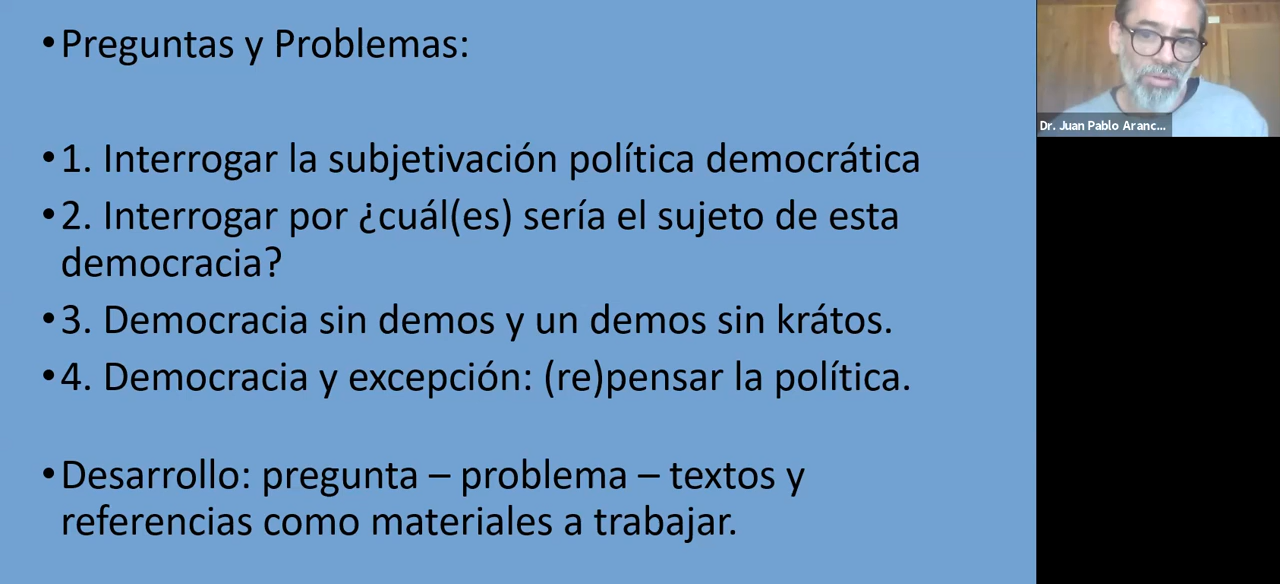 •Preguntas y Problemas:
•1. Interrogar la subjetivación política democrática
•2. Interrogar por ¿cuál(es) sería el sujeto de esta
democracia?
•3. Democracia sin demos y un demos sin krátos.
•4. Democracia y excepción: (re)pensar la política.
•Desarrollo: pregunta – problema – textos y
referencias como materiales a trabajar.
Dr. Juan Pablo Aranc...